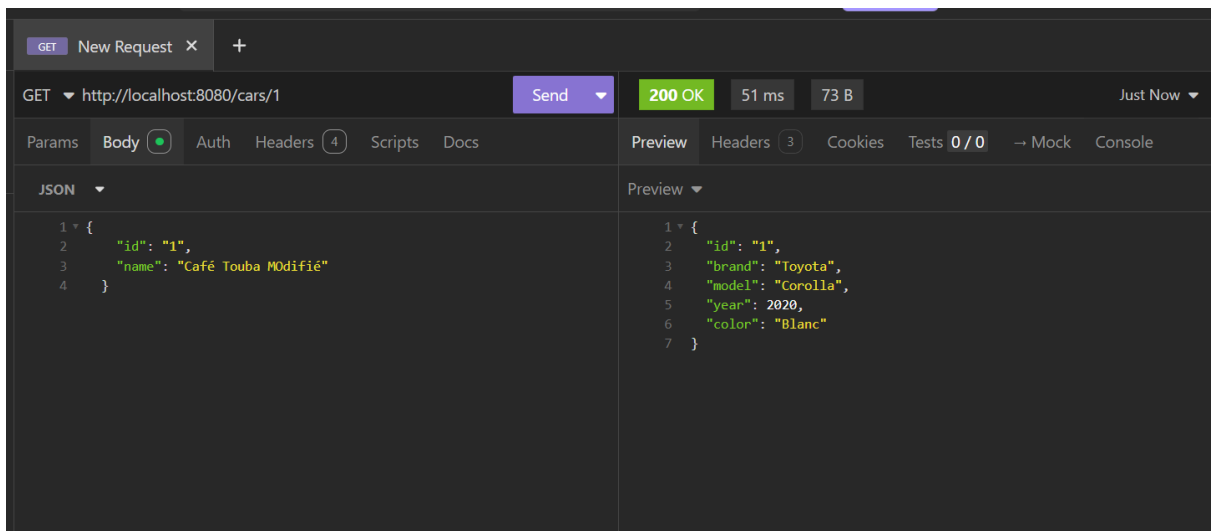 GET New Request × +
GET http://localhost:8080/cars/1 Send
200 OK 51 ms 73 B Just Now
Params Body Auth Headers 4 Scripts Docs
Preview Headers 3 Cookies Tests 0 / 0 → Mock Console
JSON
Preview
1 {
2 "id": "1",
3 "name": "Café Touba MOdifié"
4 }
1 {
2 "id": "1",
3 "brand": "Toyota",
4 "model": "Corolla",
5 "year": 2020,
6 "color": "Blanc"
7 }